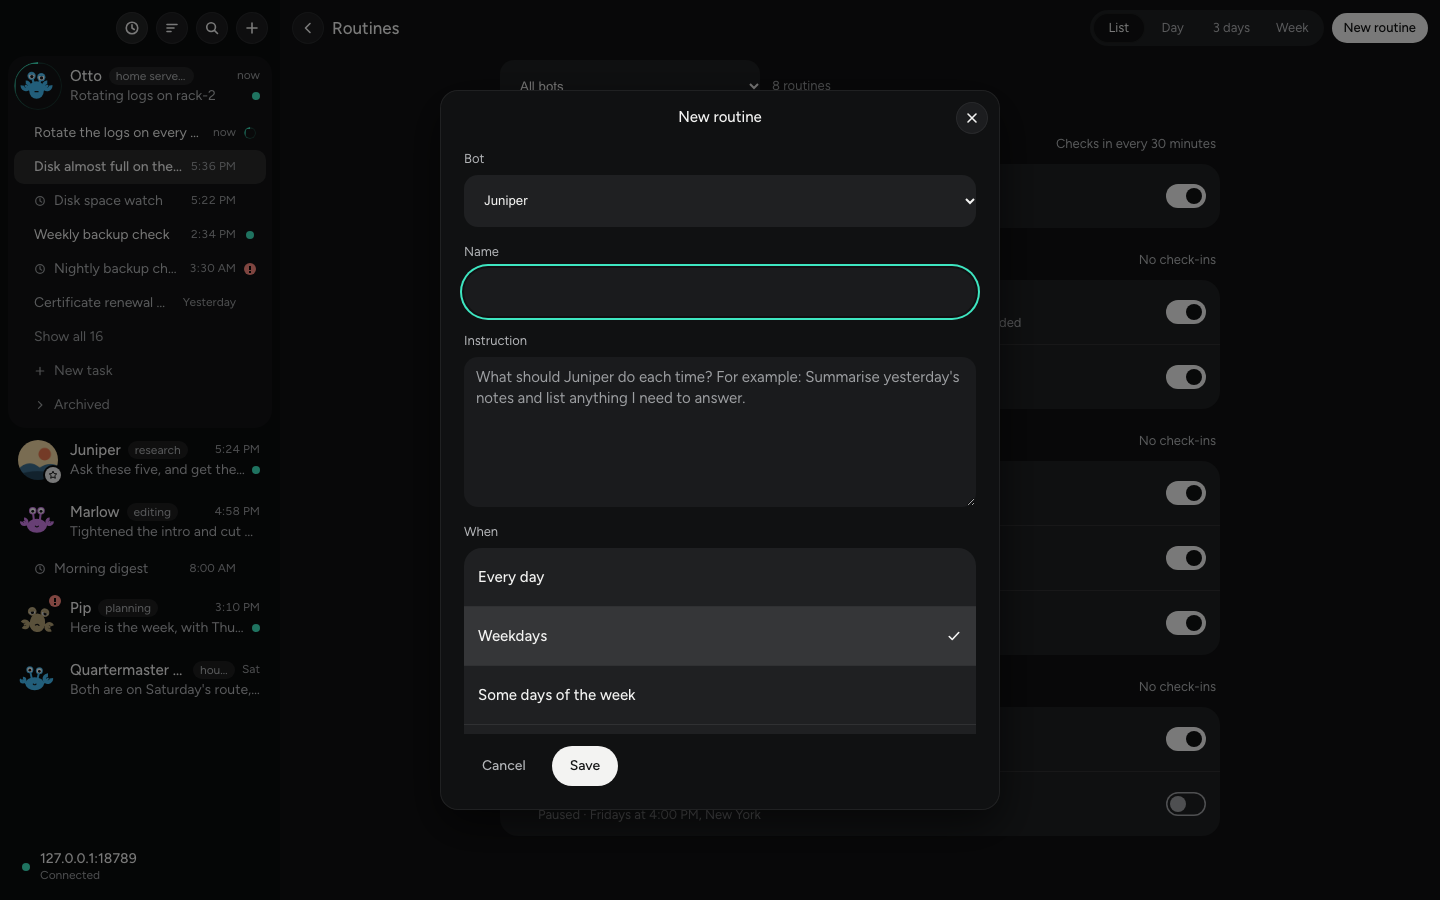 Routines
List
Day
3 days
Week
New routine
Otto
home serve...
now
Rotating logs on rack-2
Rotate the logs on every ...
now
Disk almost full on the...
5:36 PM
Disk space watch
5:22 PM
Weekly backup check
2:34 PM
Nightly backup ch...
3:30 AM
Certificate renewal ...
Yesterday
Show all 16
New task
Archived
Juniper
research
5:24 PM
Ask these five, and get the...
Marlow
editing
4:58 PM
Tightened the intro and cut ...
Morning digest
8:00 AM
Pip
planning
3:10 PM
Here is the week, with Thu...
Quartermaster ...
hou...
Sat
Both are on Saturday's route,...
127.0.0.1:18789
Connected
All bots
8 routines
Checks in every 30 minutes
No check-ins
ded
No check-ins
No check-ins
Paused · Fridays at 4:00 PM, New York
New routine
Bot
Juniper
Name
Instruction
What should Juniper do each time? For example: Summarise yesterday's
notes and list anything I need to answer.
When
Every day
Weekdays
Some days of the week
Cancel
Save